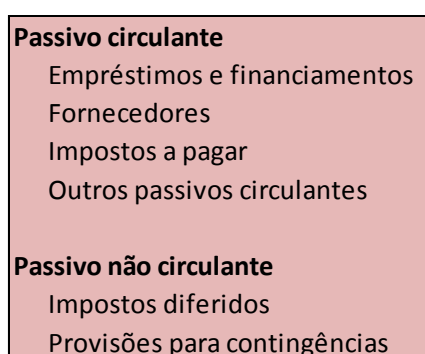 Passivo circulante
Empréstimos e financiamentos
Fornecedores
Impostos a pagar
Outros passivos circulantes
Passivo não circulante
Impostos diferidos
Provisões para contingências